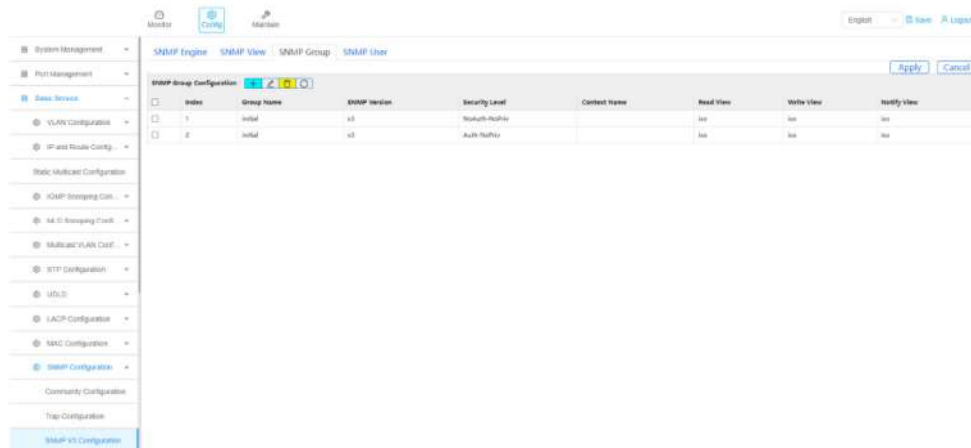 Monitor
Config
Maintain
English
Save
Logout
System Management
Port Management
Basic Service
VLAN Configuration
IP and Route Config...
Static Multicast Configuration
IGMP Snooping Con...
MLD Snooping Confi...
Multicast VLAN Conf...
STP Configuration
UDLD
LACP Configuration
MAC Configuration
SNMP Configuration
Community Configuration
Trap Configuration
SNMP V3 Configuration
SNMP Engine SNMP View SNMP Group SNMP User
Apply Cancel
SNMP Group Configuration
Index Group Name SNMP Version Security Level Context Name Read View Write View Notify View
1 initial v3 NoAuth-NoPriv iso iso iso
2 initial v3 Auth-NoPriv iso iso iso